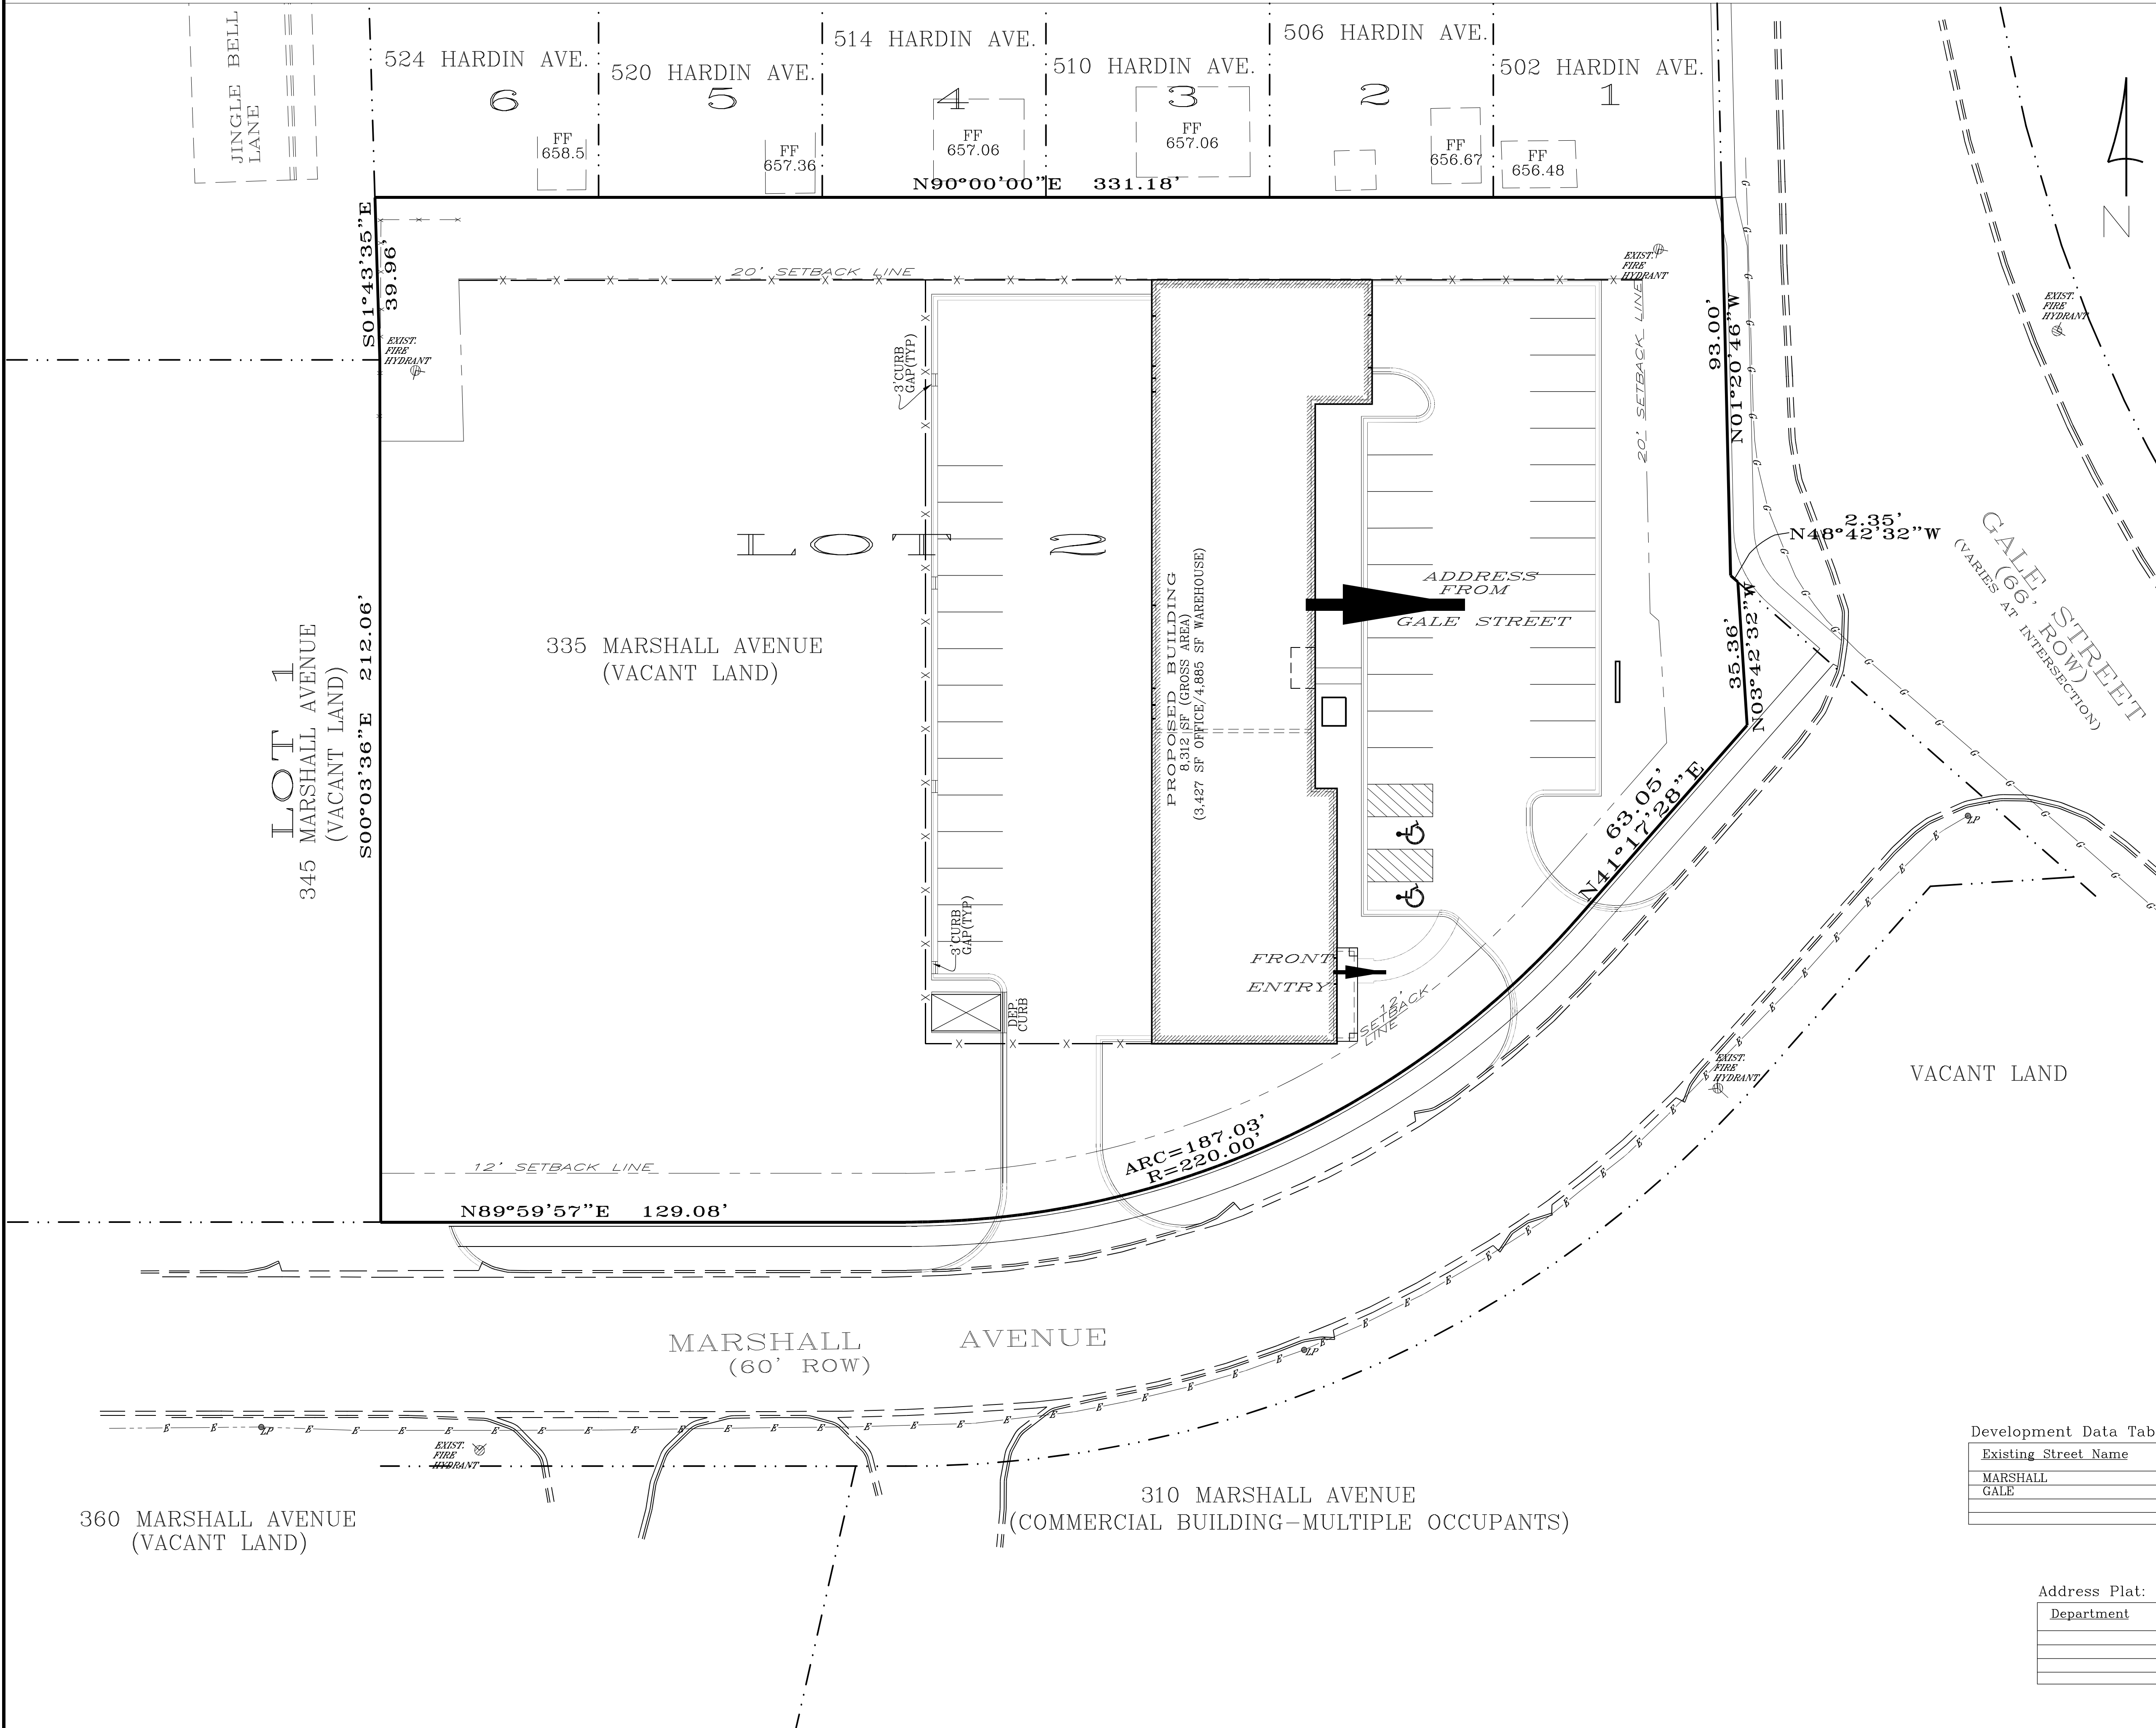 JINGLE BELL
LANE
524 HARDIN AVE.
6
FF
658.5
520 HARDIN AVE.
5
FF
657.36
514 HARDIN AVE.
4
FF
657.06
510 HARDIN AVE.
3
FF
657.06
506 HARDIN AVE.
2
FF
656.67
502 HARDIN AVE.
1
FF
656.48
N
N90°00'00"E 331.18'
S01°43'35"E
39.96'
20' SETBACK LINE
EXIST.
FIRE
HYDRANT
EXIST.
FIRE
HYDRANT
EXIST.
FIRE
HYDRANT
3'CURB
GAP(TYP)
20' SETBACK LINE
93.00'
N01°20'46"W
2.35'
N48°42'32"W
GALE STREET
(66' ROW)
(VARIES AT INTERSECTION)
LOT 2
335 MARSHALL AVENUE
(VACANT LAND)
LOT 1
345 MARSHALL AVENUE
(VACANT LAND)
S00°03'36"E 212.06'
PROPOSED BUILDING
8,312 SF (GROSS AREA)
(3,427 SF OFFICE/4,885 SF WAREHOUSE)
ADDRESS
FROM
GALE STREET
35.36'
N03°42'32"W
63.05'
N41°17'28"E
3'CURB
GAP(TYP)
DEP.
CURB
FRONT
ENTRY
12'
SETBACK
LINE
G G G G G G G G G G G G G G G G G G
LP
EXIST.
FIRE
HYDRANT
VACANT LAND
12' SETBACK LINE
ARC=187.03'
R=220.00'
N89°59'57"E 129.08'
MARSHALL AVENUE
(60' ROW)
LP
E E E E E E E E E E E E E E E E E E E
LP
EXIST.
FIRE
HYDRANT
360 MARSHALL AVENUE
(VACANT LAND)
310 MARSHALL AVENUE
(COMMERCIAL BUILDING-MULTIPLE OCCUPANTS)
Development Data Tab
Existing Street Name
MARSHALL
GALE
Address Plat:
Department